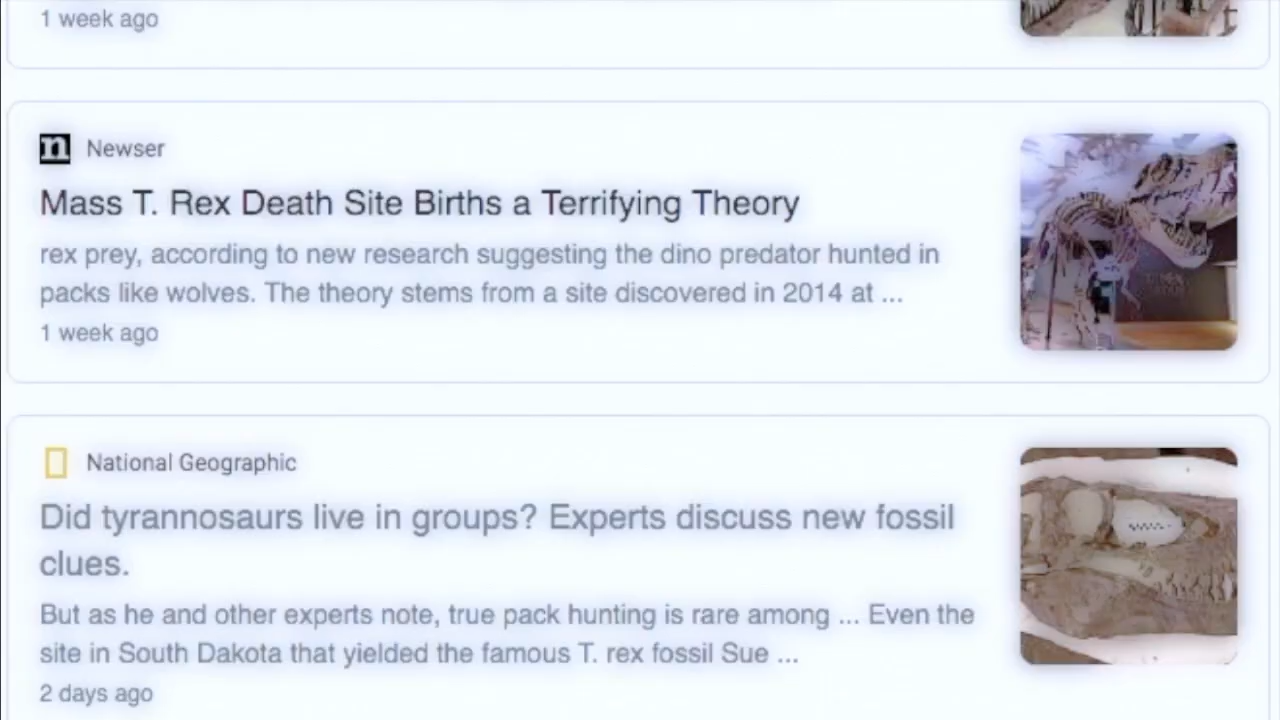 1 week ago
n Newser
Mass T. Rex Death Site Births a Terrifying Theory
rex prey, according to new research suggesting the dino predator hunted in
packs like wolves. The theory stems from a site discovered in 2014 at ...
1 week ago
National Geographic
Did tyrannosaurs live in groups? Experts discuss new fossil
clues.
But as he and other experts note, true pack hunting is rare among ... Even the
site in South Dakota that yielded the famous T. rex fossil Sue ...
2 days ago